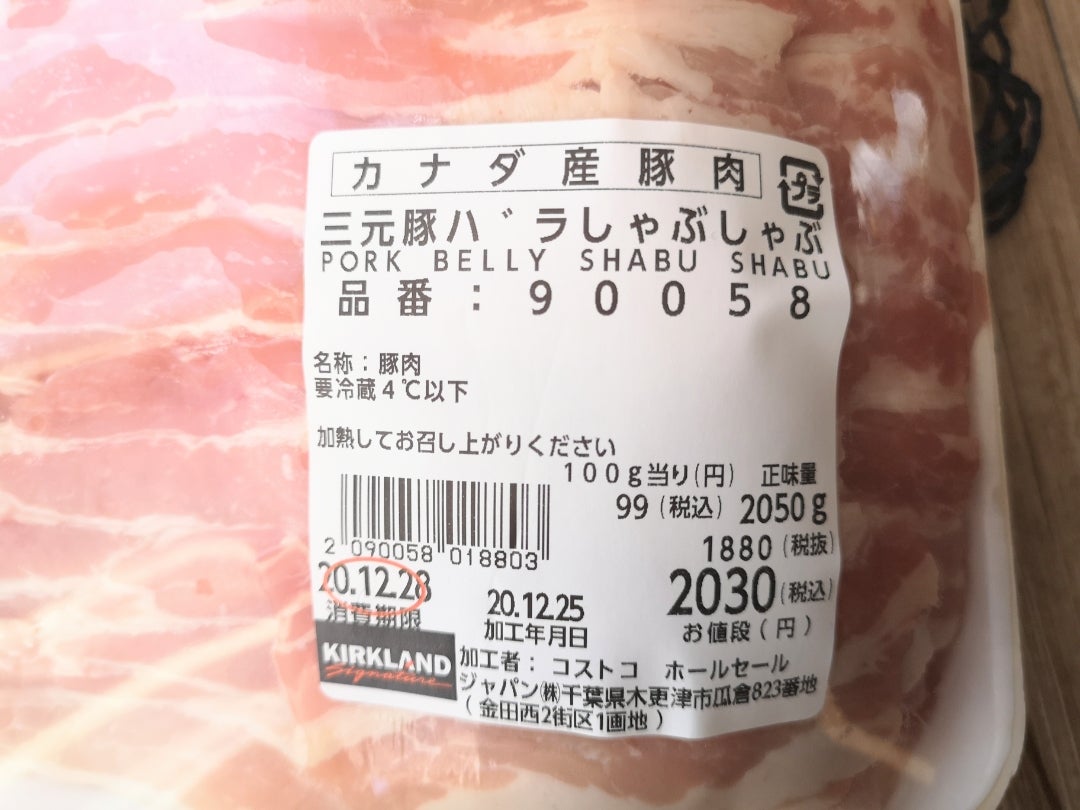 カナダ産豚肉
プラ
三元豚バラしゃぶしゃぶ
PORK BELLY SHABU SHABU
品番:90058
名称:豚肉
要冷蔵4℃以下
加熱してお召し上がりください
100g当り(円) 正味量
99(税込) 2050g
1880(税抜)
2 090058 018803
20.12.28
消費期限
20.12.25
加工年月日
2030(税込)
お値段(円)
KIRKLAND
Signature
加工者:コストコ ホールセール
ジャパン㈱千葉県木更津市瓜倉823番地
(金田西2街区1画地)